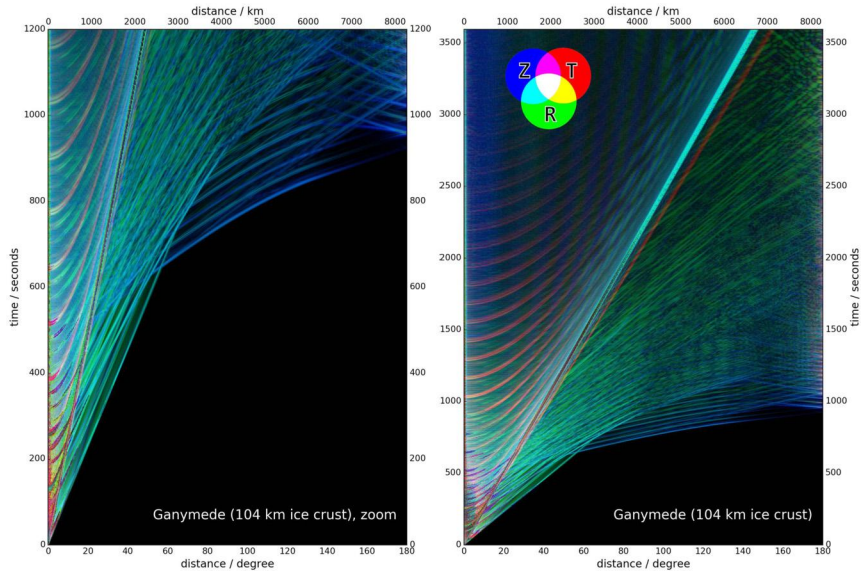 distance / km
0 1000 2000 3000 4000 5000 6000 7000 8000
1200
1000
800
600
400
200
0
time / seconds
1200
1000
800
600
400
200
0
Ganymede (104 km ice crust), zoom
0 20 40 60 80 100 120 140 160 180
distance / degree
distance / km
0 1000 2000 3000 4000 5000 6000 7000 8000
3500
3000
2500
2000
1500
1000
500
0
time / seconds
Z T
R
3500
3000
2500
2000
1500
1000
500
0
Ganymede (104 km ice crust)
0 20 40 60 80 100 120 140 160 180
distance / degree